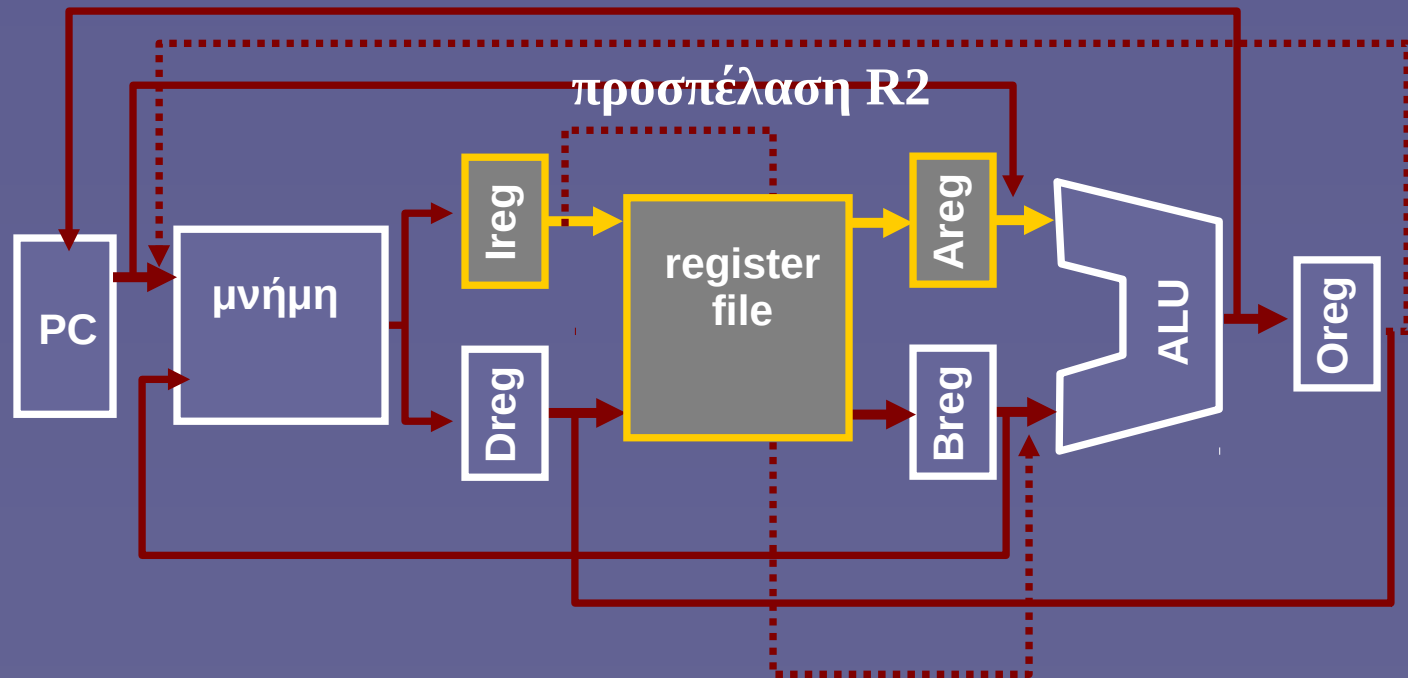 προσπέλαση R2
Ireg
Areg
register
file
μνήμη
PC
ALU
Oreg
Dreg
Breg